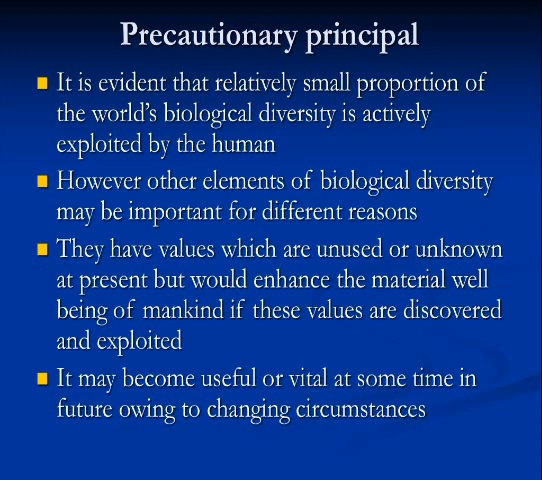 Precautionary principal
It is evident that relatively small proportion of
the world's biological diversity is actively
exploited by the human
However other elements of biological diversity
may be important for different reasons
They have values which are unused or unknown
at present but would enhance the material well
being of mankind if these values are discovered
and exploited
It may become useful or vital at some time in
future owing to changing circumstances